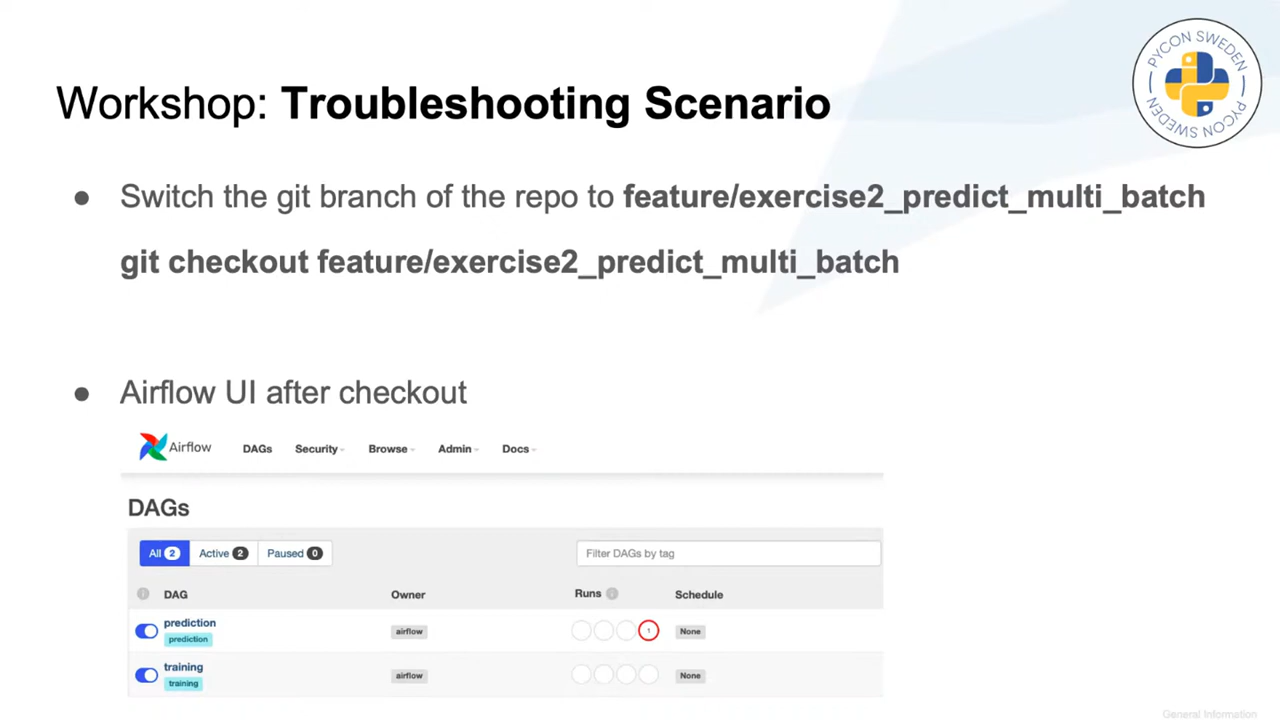 PYCON SWEDEN
PYCON SWEDEN
Workshop: Troubleshooting Scenario
● Switch the git branch of the repo to feature/exercise2_predict_multi_batch
git checkout feature/exercise2_predict_multi_batch
● Airflow UI after checkout
Airflow DAGs Security Browse Admin Docs
DAGs
All 2 Active 2 Paused 0 Filter DAGs by tag
i DAG Owner Runs i Schedule
prediction
prediction airflow 1 None
training
training airflow None
General Information